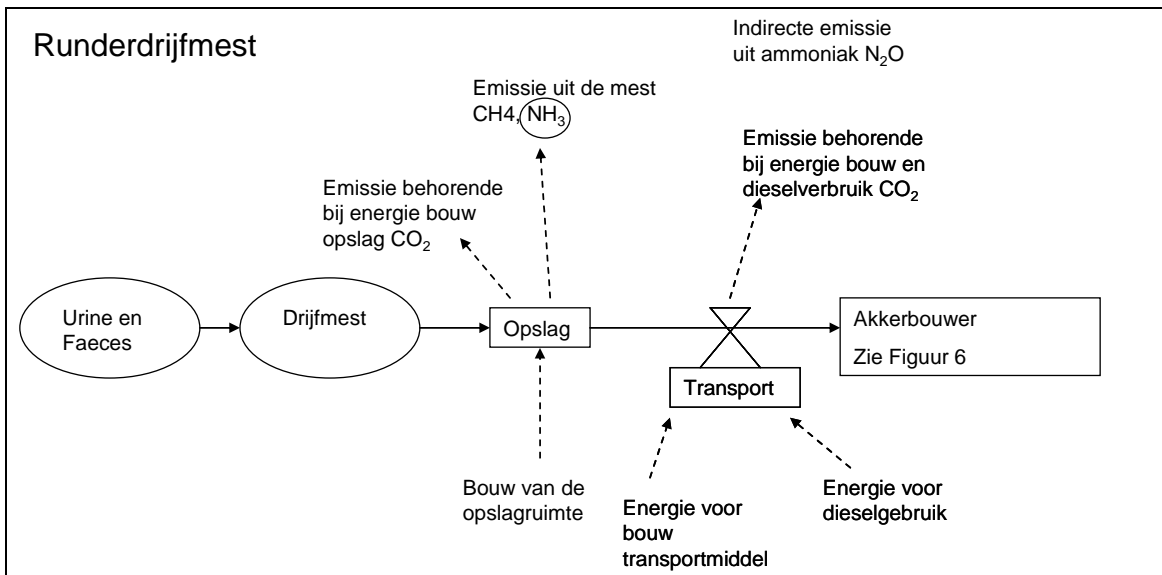 Runderdrijfmest
Indirecte emissie
uit ammoniak N₂O
Emissie uit de mest
CH4, NH₃
Emissie behorende
bij energie bouw en
dieselverbruik CO₂
Emissie behorende
bij energie bouw
opslag CO₂
Urine en
Faeces
Drijfmest
Opslag
Akkerbouwer
Zie Figuur 6
Transport
Bouw van de
opslagruimte
Energie voor
bouw
transportmiddel
Energie voor
dieselgebruik